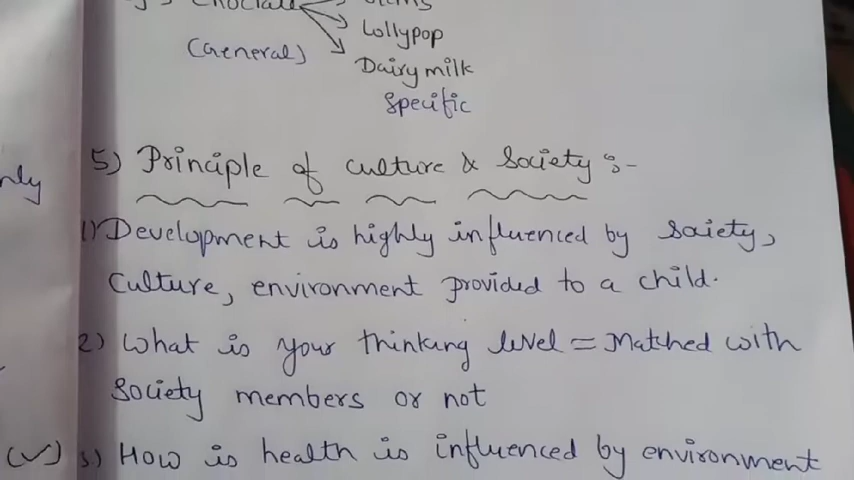 Lollypop
(General)
Dairy milk
Specific
5) Principle of culture & Society :-
1) Development is highly influenced by society,
culture, environment provided to a child.
2) What is your thinking level = Matched with
Society members or not
(✓) 3.) How is health is influenced by environment